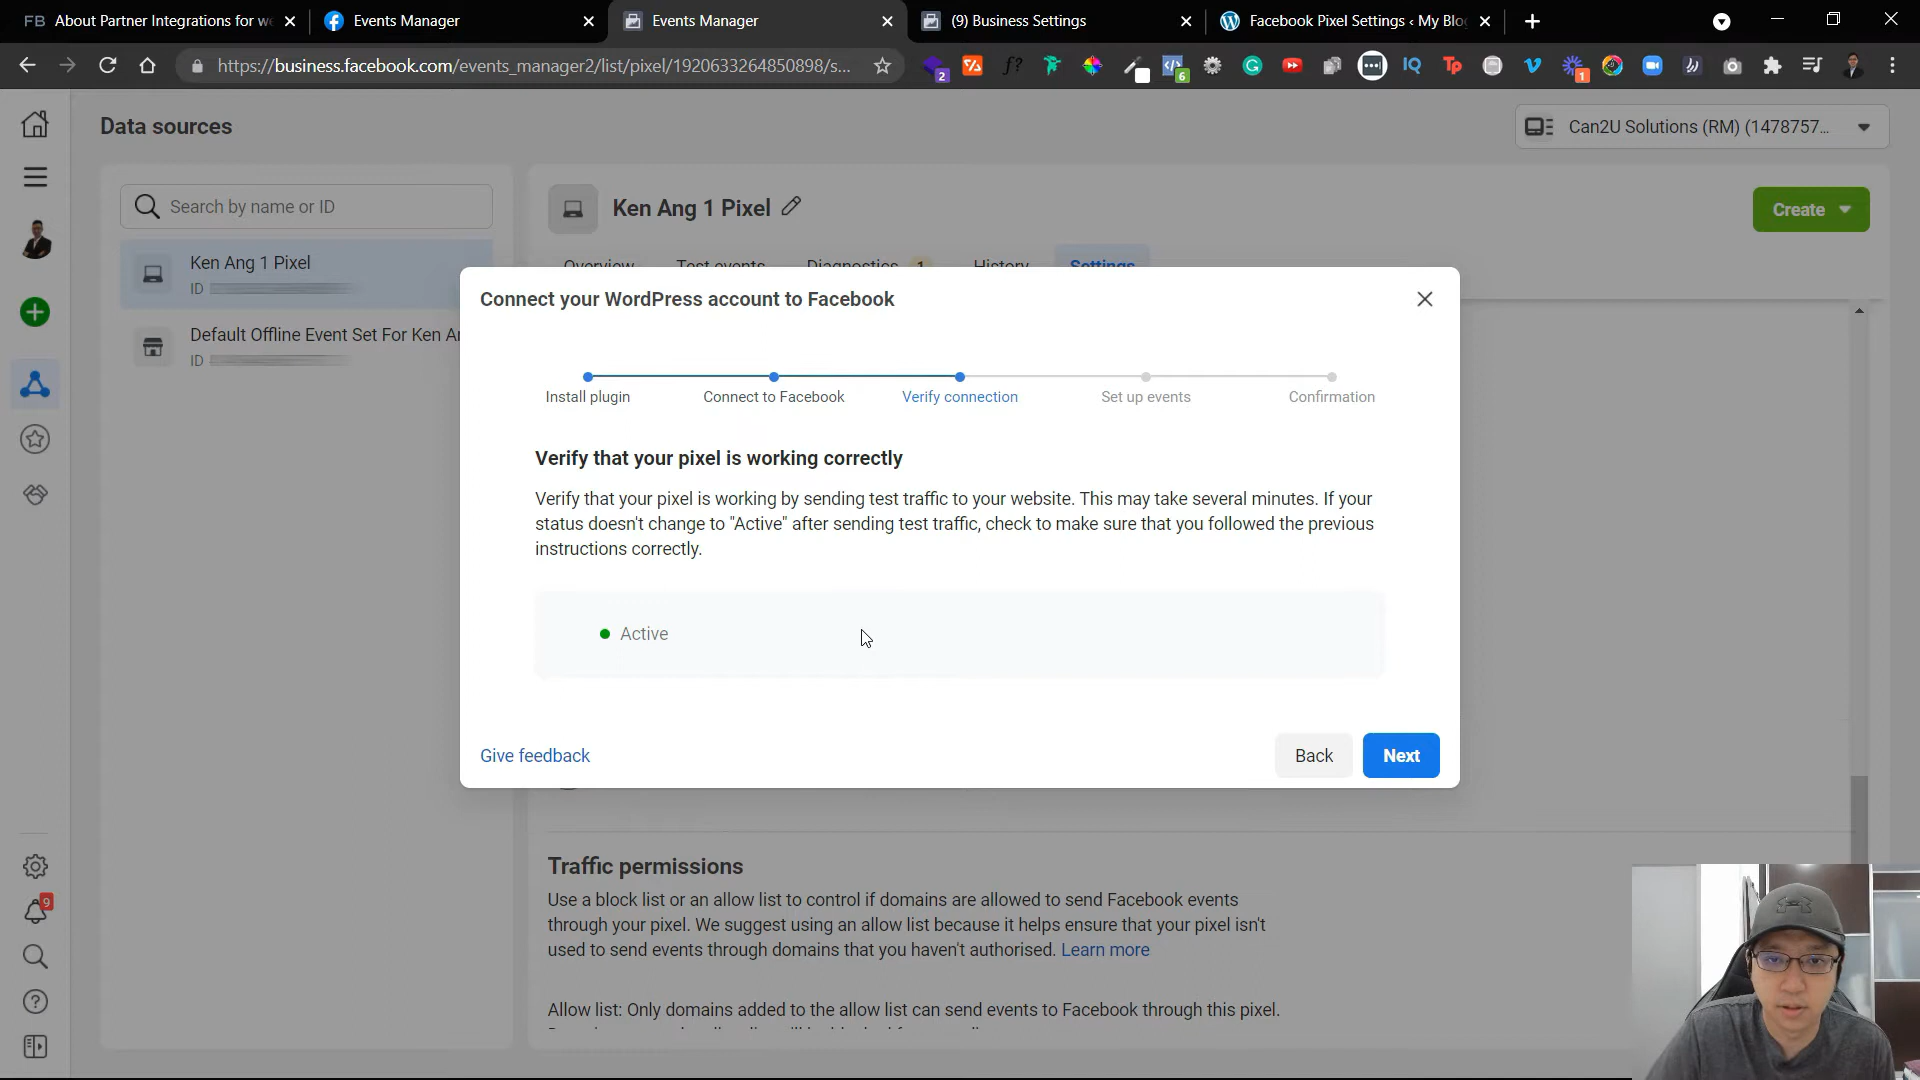 FB About Partner Integrations for we
Events Manager
Events Manager
(9) Business Settings
Facebook Pixel Settings ‹ My Blo
https://business.facebook.com/events_manager2/list/pixel/1920633264850898/s...
2
f?
6
IQ
Tp
1
Data sources
Can2U Solutions (RM) (1478757...
Search by name or ID
Ken Ang 1 Pixel
Create
Ken Ang 1 Pixel
ID
Overview
Test events
Diagnostics 1
History
Settings
Default Offline Event Set For Ken An
ID
Connect your WordPress account to Facebook
Install plugin
Connect to Facebook
Verify connection
Set up events
Confirmation
Verify that your pixel is working correctly
Verify that your pixel is working by sending test traffic to your website. This may take several minutes. If your
status doesn't change to "Active" after sending test traffic, check to make sure that you followed the previous
instructions correctly.
Active
Give feedback
Back
Next
Traffic permissions
Use a block list or an allow list to control if domains are allowed to send Facebook events
through your pixel. We suggest using an allow list because it helps ensure that your pixel isn't
used to send events through domains that you haven't authorised. Learn more
9
Allow list: Only domains added to the allow list can send events to Facebook through this pixel.